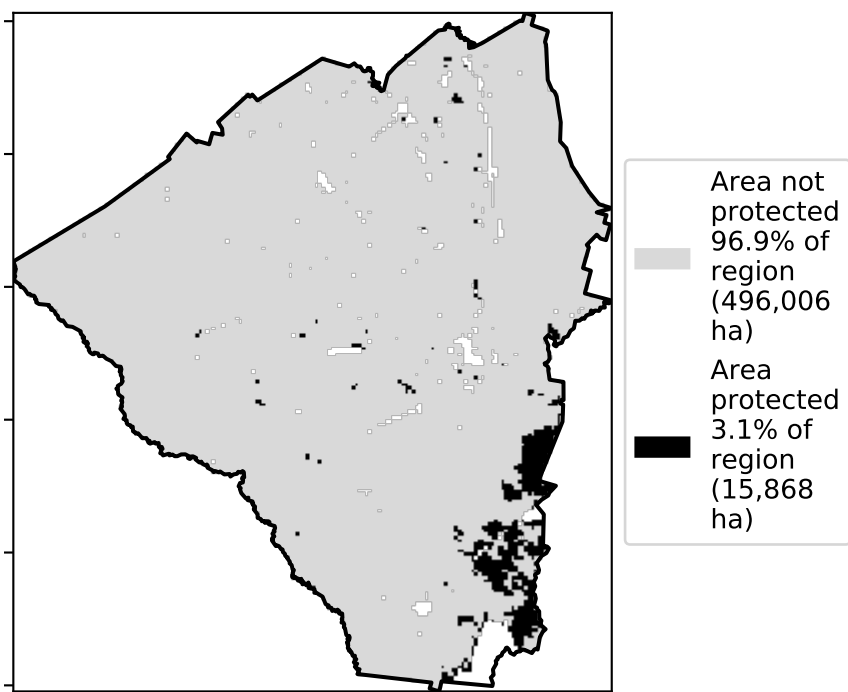 Area not
protected
96.9% of
region
(496,006
ha)
Area
protected
3.1% of
region
(15,868
ha)